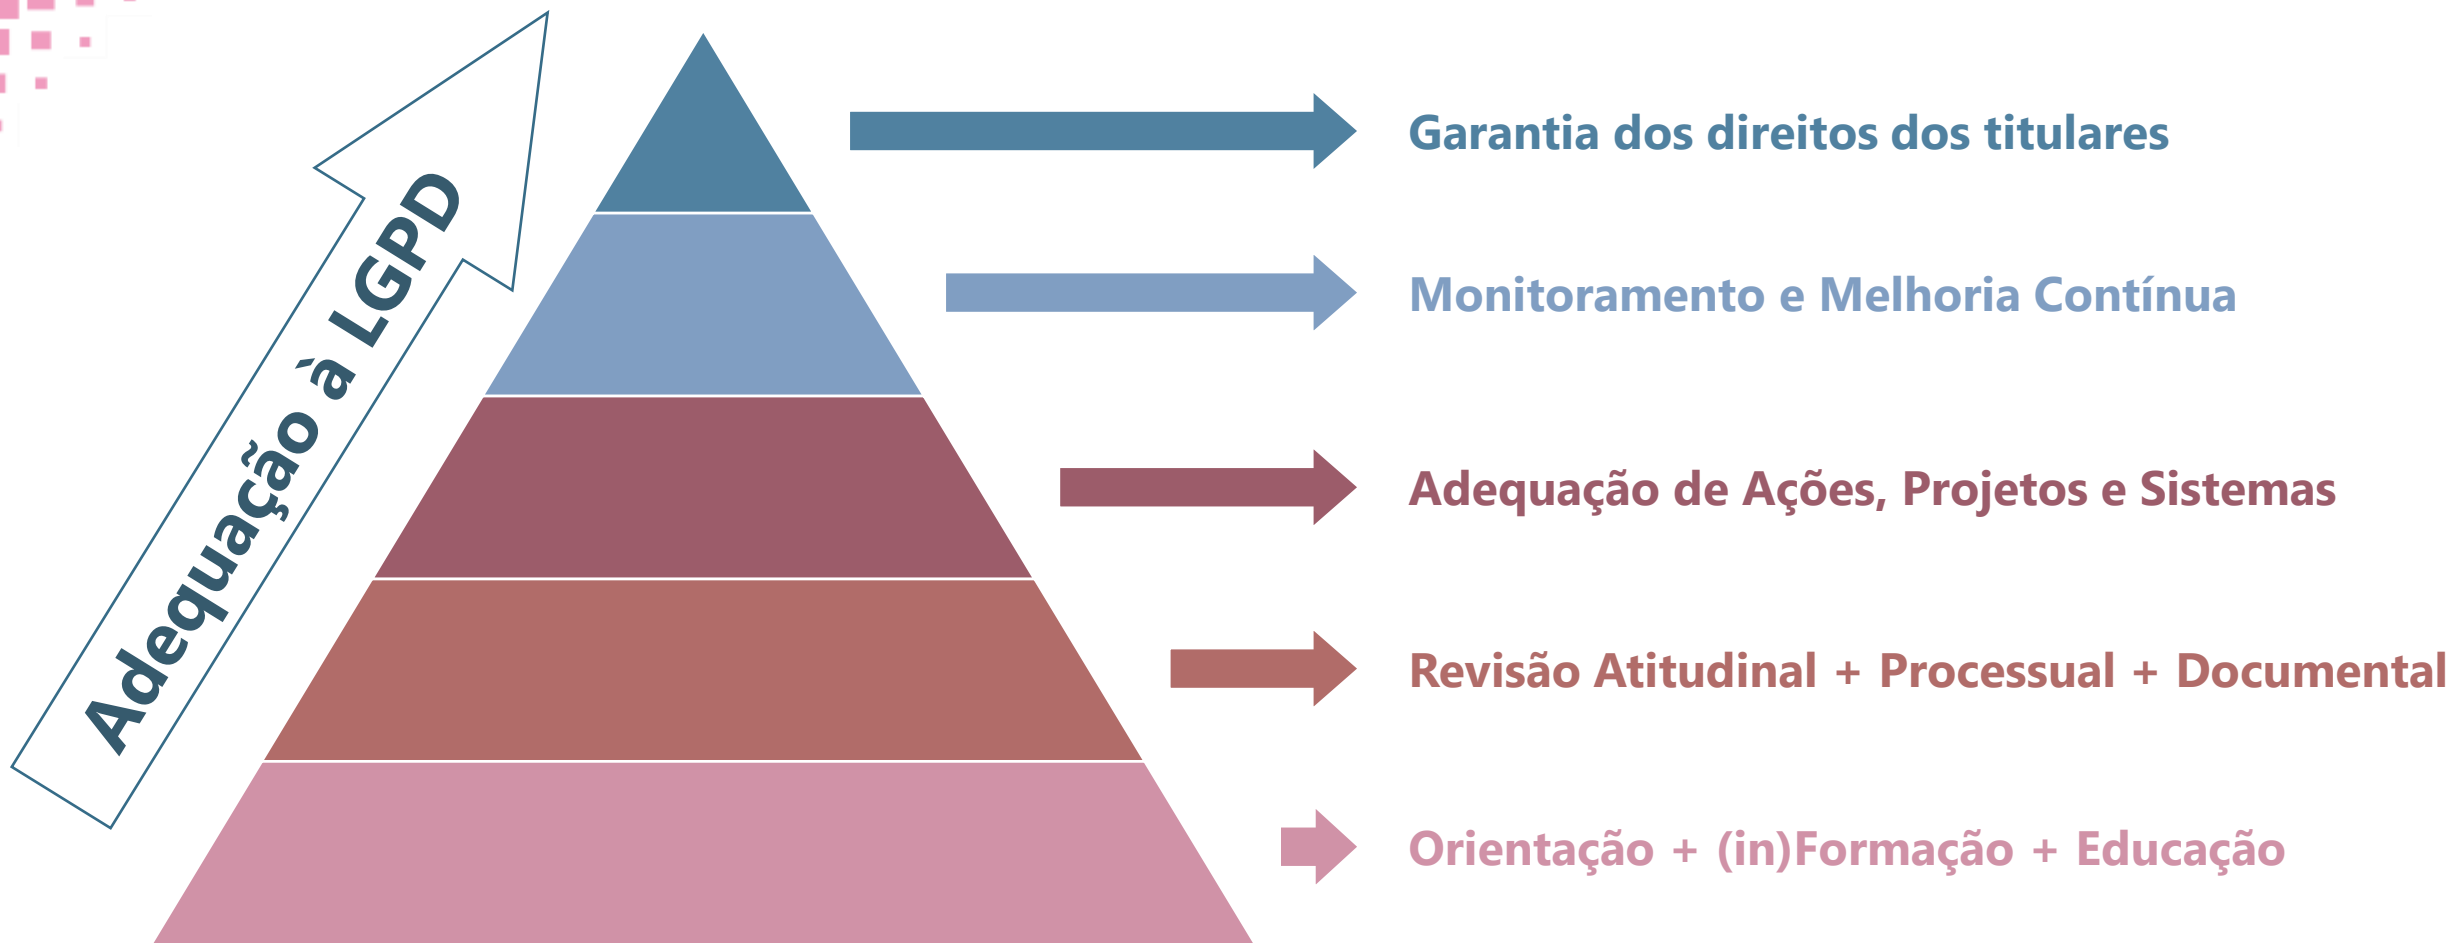 Adequação à LGPD
Garantia dos direitos dos titulares
Monitoramento e Melhoria Contínua
Adequação de Ações, Projetos e Sistemas
Revisão Atitudinal + Processual + Documental
Orientação + (in)Formação + Educação